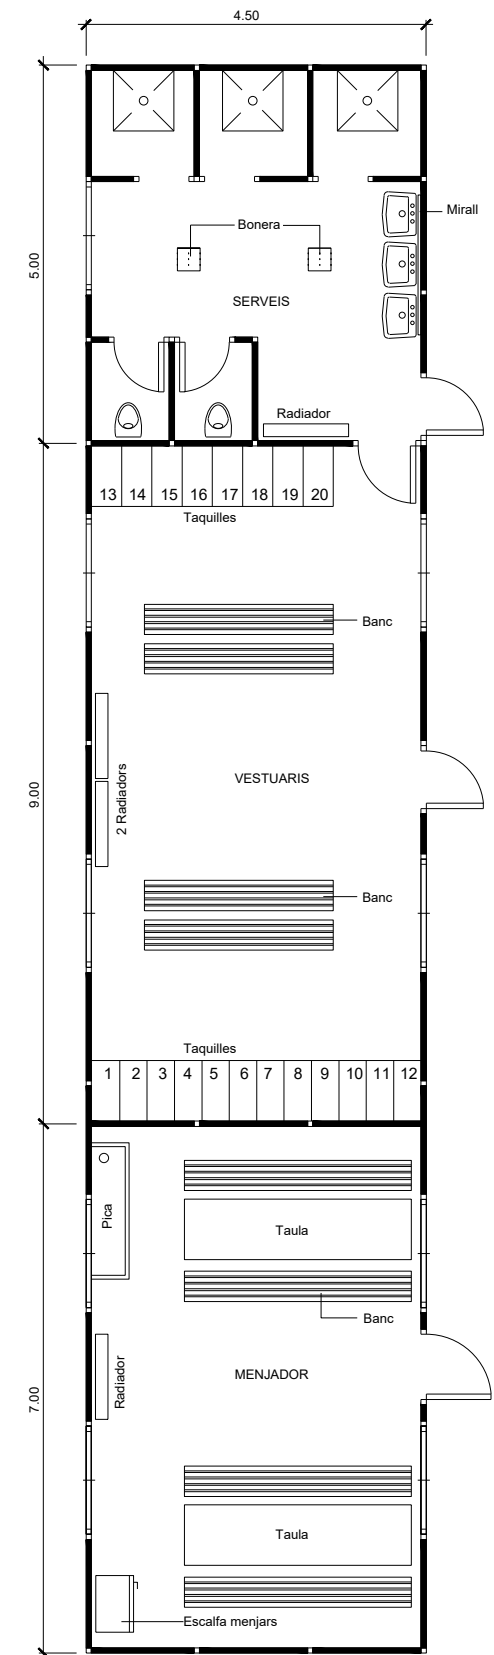 4.50
Mirall
Bonera
5.00
SERVEIS
Radiador
13 14 15 16 17 18 19 20
Taquilles
Banc
VESTUARIS
2 Radiadors
9.00
Banc
Taquilles
1 2 3 4 5 6 7 8 9 10 11 12
Pica
Taula
Banc
MENJADOR
Radiador
7.00
Taula
Escalfa menjars